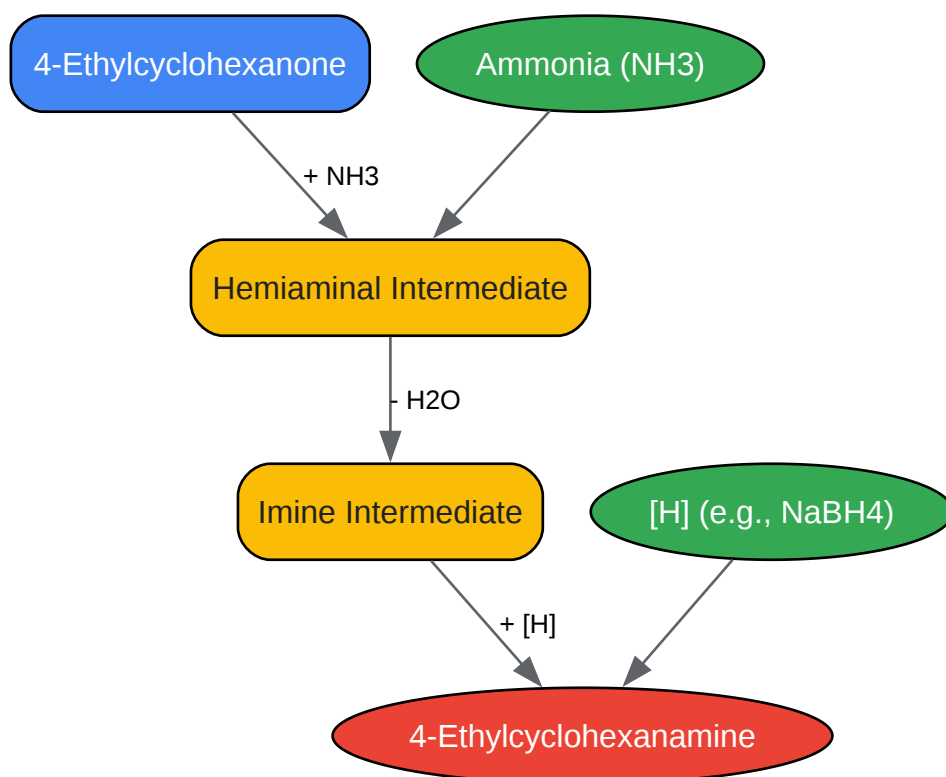 4-Ethylcyclohexanone
Ammonia (NH3)
+ NH3
Hemiaminal Intermediate
- H2O
Imine Intermediate
[H] (e.g., NaBH4)
+ [H]
4-Ethylcyclohexanamine